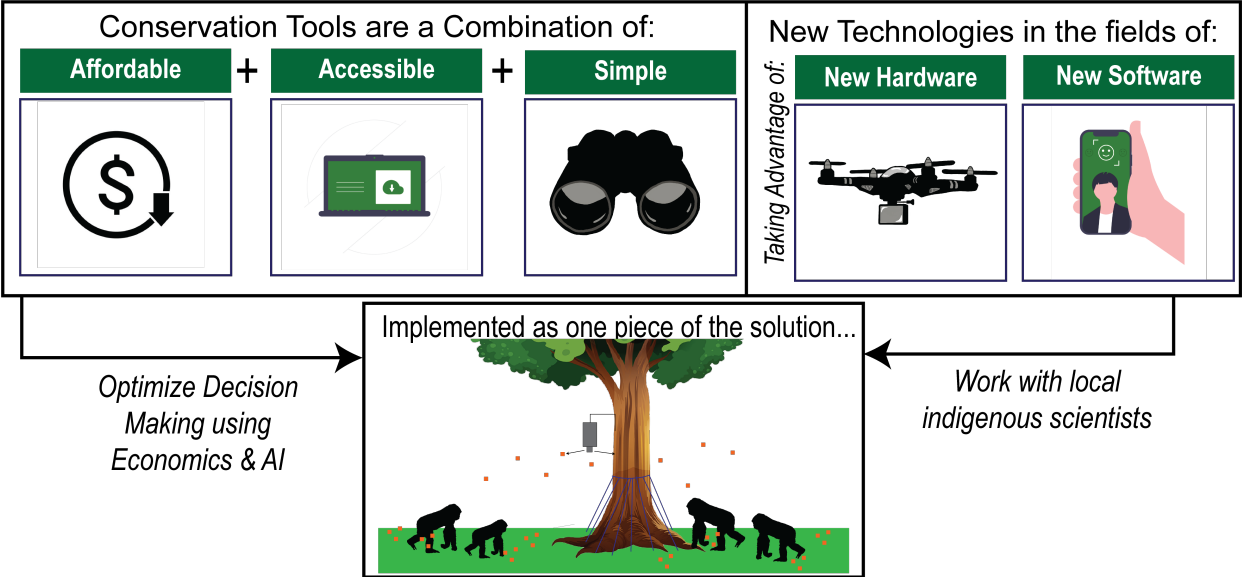 Conservation Tools are a Combination of:
Affordable + Accessible + Simple
$
New Technologies in the fields of:
Taking Advantage of:
New Hardware
New Software
Implemented as one piece of the solution...
Optimize Decision
Making using
Economics & AI
Work with local
indigenous scientists